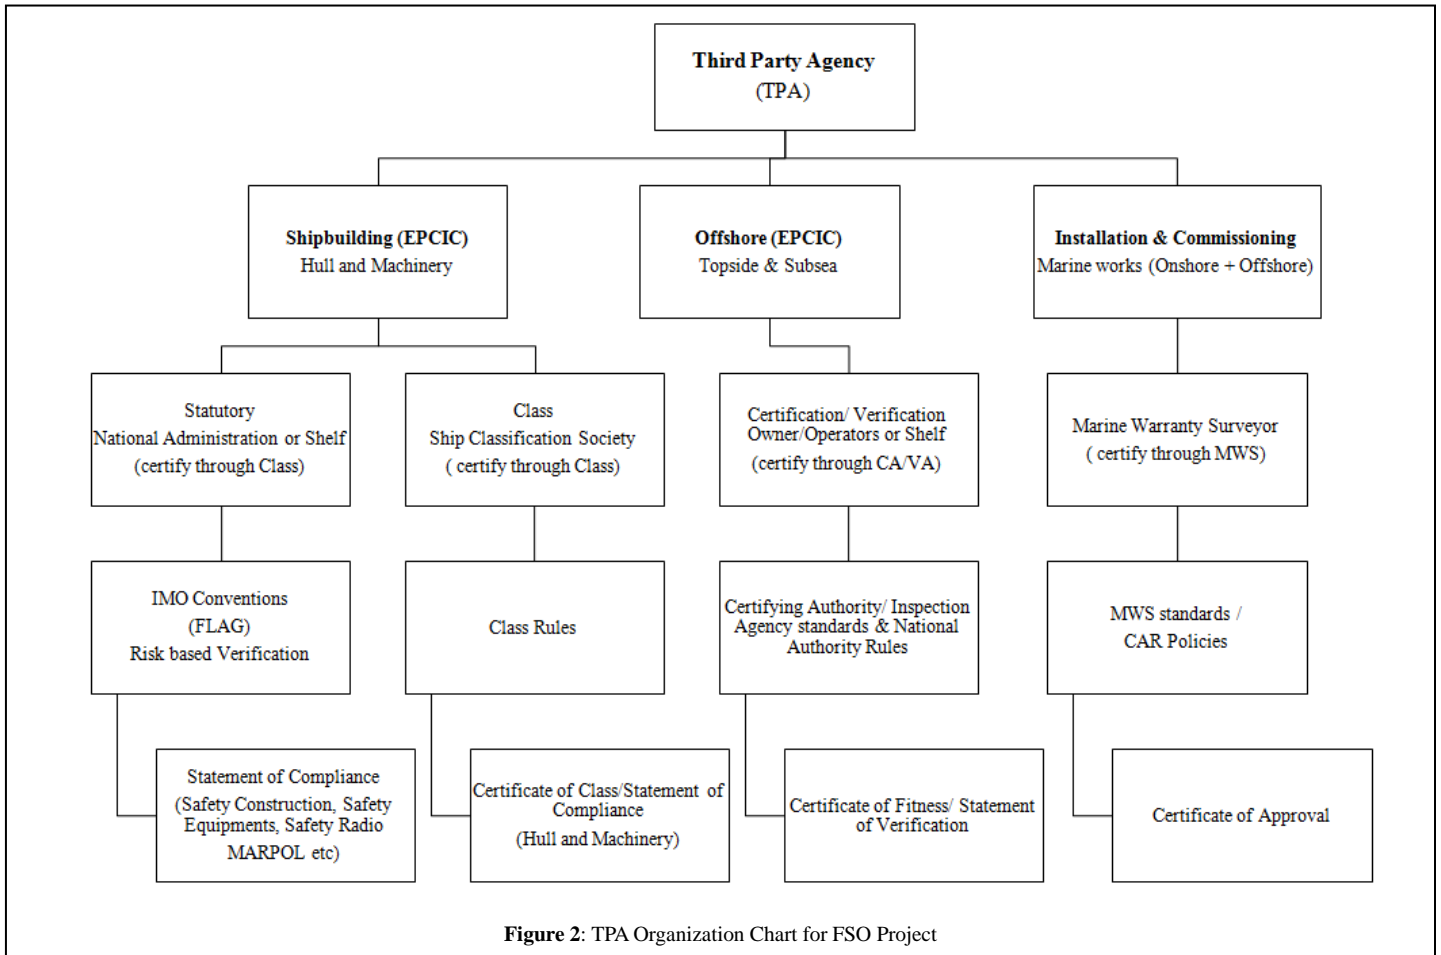 Third Party Agency
(TPA)
Shipbuilding (EPCIC)
Hull and Machinery
Offshore (EPCIC)
Topside & Subsea
Installation & Commissioning
Marine works (Onshore + Offshore)
Statutory
National Administration or Shelf
(certify through Class)
Class
Ship Classification Society
( certify through Class)
Certification/ Verification
Owner/Operators or Shelf
(certify through CA/VA)
Marine Warranty Surveyor
( certify through MWS)
IMO Conventions
(FLAG)
Risk based Verification
Class Rules
Certifying Authority/ Inspection
Agency standards & National
Authority Rules
MWS standards /
CAR Policies
Statement of Compliance
(Safety Construction, Safety
Equipments, Safety Radio
MARPOL etc)
Certificate of Class/Statement of
Compliance
(Hull and Machinery)
Certificate of Fitness/ Statement
of Verification
Certificate of Approval
Figure 2: TPA Organization Chart for FSO Project